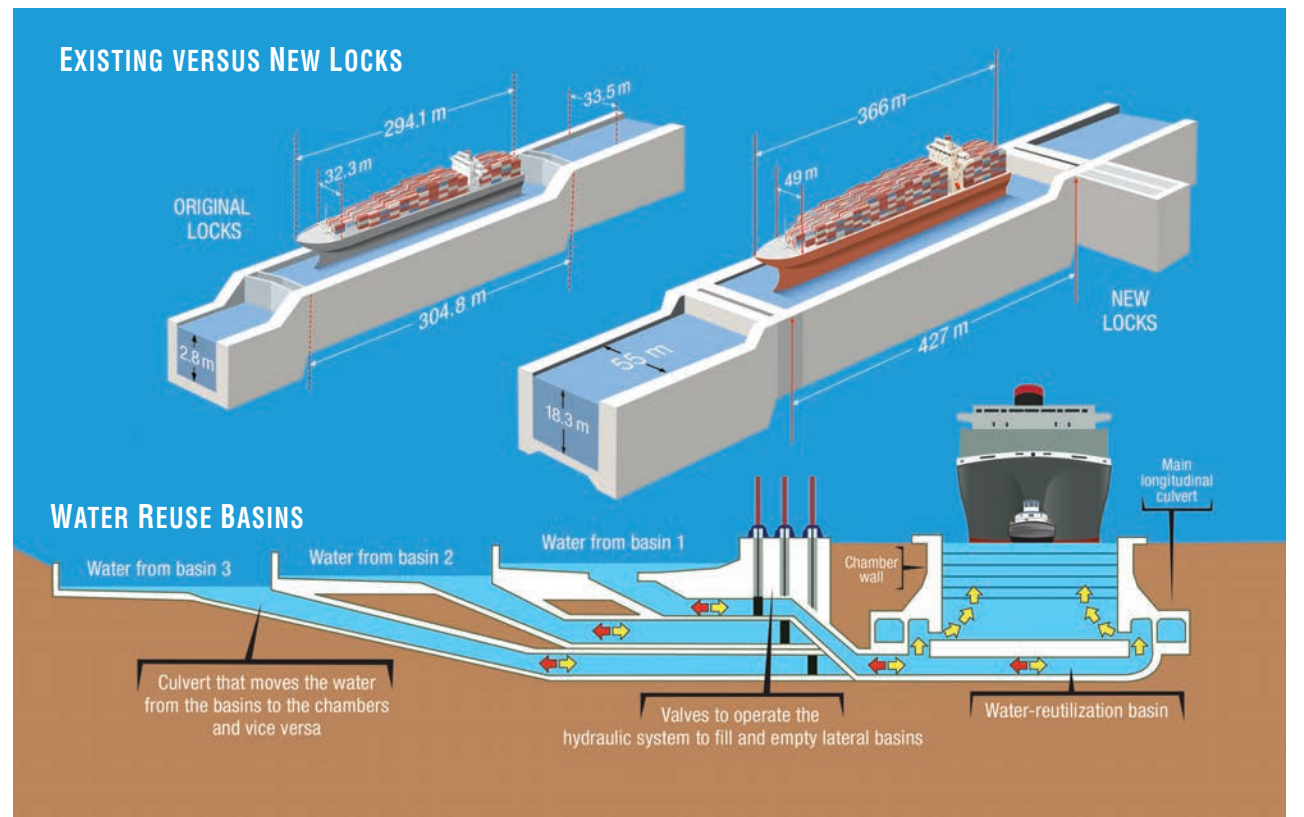 EXISTING VERSUS NEW LOCKS
294.1 m
33.5 m
32.3 m
ORIGINAL
LOCKS
304.8 m
2.8 m
366 m
49 m
NEW
LOCKS
427 m
55 m
18.3 m
WATER REUSE BASINS
Water from basin 3
Water from basin 2
Water from basin 1
Chamber
wall
Main
longitudinal
culvert
Culvert that moves the water
from the basins to the chambers
and vice versa
Valves to operate the
hydraulic system to fill and empty lateral basins
Water-reutilization basin